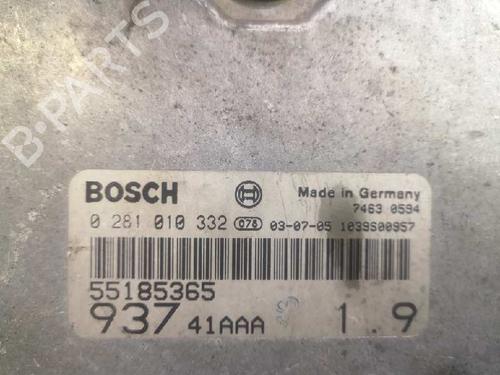 B-PARTS
BOSCH
Made in Germany
7463 0594
0 281 010 332 078 03-07-05 1039S00957
55185365
937 41AAA 1.9